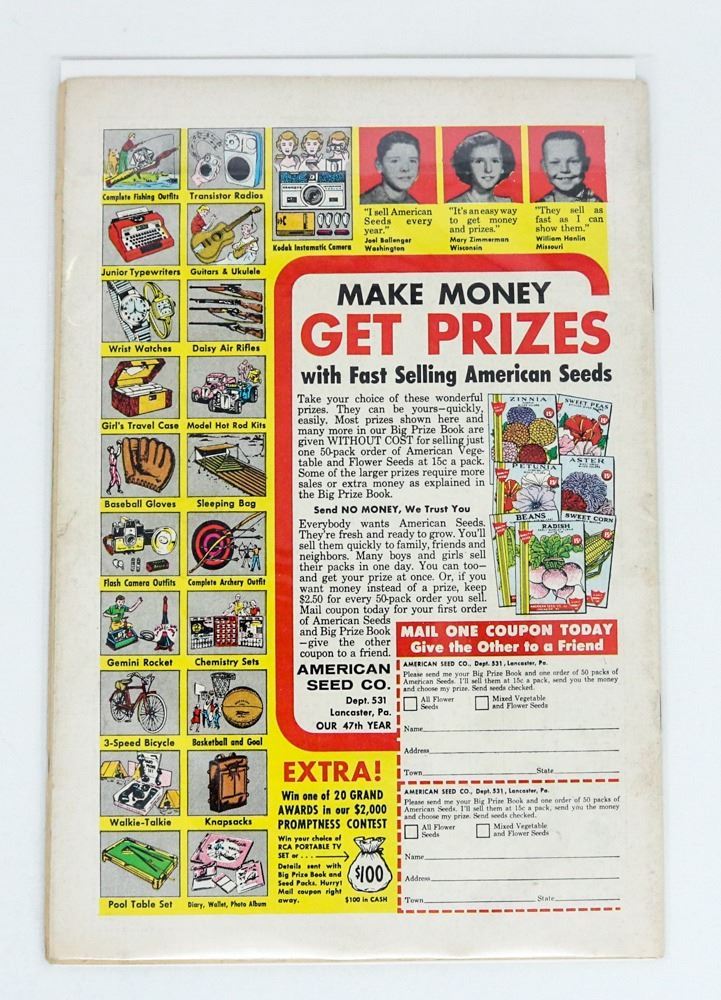 Complete Fishing Outfits
Transistor Radios
Kodak Instamatic Camera
Junior Typewriters
Guitars & Ukulele
Wrist Watches
Daisy Air Rifles
Girl's Travel Case
Model Hot Rod Kits
Baseball Gloves
Sleeping Bag
Flash Camera Outfits
Complete Archery Outfit
Gemini Rocket
Chemistry Sets
3-Speed Bicycle
Basketball and Goal
Walkie-Talkie
Knapsacks
Pool Table Set
Diary, Wallet, Photo Album
"I sell American
Seeds every
year."
Joel Ballenger
Washington
"It's an easy way
to get money
and prizes."
Mary Zimmerman
Wisconsin
"They sell as
fast as I can
show them."
William Hanlin
Missouri
MAKE MONEY
GET PRIZES
with Fast Selling American Seeds
Take your choice of these wonderful
prizes. They can be yours—quickly,
easily. Most prizes shown here and
many more in our Big Prize Book are
given WITHOUT COST for selling just
one 50-pack order of American Vege-
table and Flower Seeds at 15c a pack.
Some of the larger prizes require more
sales or extra money as explained in
the Big Prize Book.
Send NO MONEY, We Trust You
Everybody wants American Seeds.
They're fresh and ready to grow. You'll
sell them quickly to family, friends and
neighbors. Many boys and girls sell
their packs in one day. You can too—
and get your prize at once. Or, if you
want money instead of a prize, keep
$2.50 for every 50-pack order you sell.
Mail coupon today for your first order
of American Seeds
and Big Prize Book
—give the other
coupon to a friend.
AMERICAN
SEED CO.
Dept. 531
Lancaster, Pa.
OUR 47th YEAR
ZINNIA
15¢
SWEET PEAS
15¢
PETUNIA
15¢
ASTER
15¢
BEANS
SWEET CORN
RADISH
15¢
15¢
MAIL ONE COUPON TODAY
Give the Other to a Friend
AMERICAN SEED CO., Dept. 531, Lancaster, Pa.
Please send me your Big Prize Book and one order of 50 packs of
American Seeds. I'll sell them at 15c a pack, send you the money
and choose my prize. Send seeds checked.
All Flower
Seeds
Mixed Vegetable
and Flower Seeds
Name
Address
Town State
AMERICAN SEED CO., Dept. 531, Lancaster, Pa.
Please send me your Big Prize Book and one order of 50 packs of
American Seeds. I'll sell them at 15c a pack, send you the money
and choose my prize. Send seeds checked.
All Flower
Seeds
Mixed Vegetable
and Flower Seeds
Name
Address
Town State
EXTRA!
Win one of 20 GRAND
AWARDS in our $2,000
PROMPTNESS CONTEST
Win your choice of
RCA PORTABLE TV
SET or . . .
Details sent with
Big Prize Book and
Seed Packs. Hurry!
Mail coupon right
away.
$100
$100 in CASH